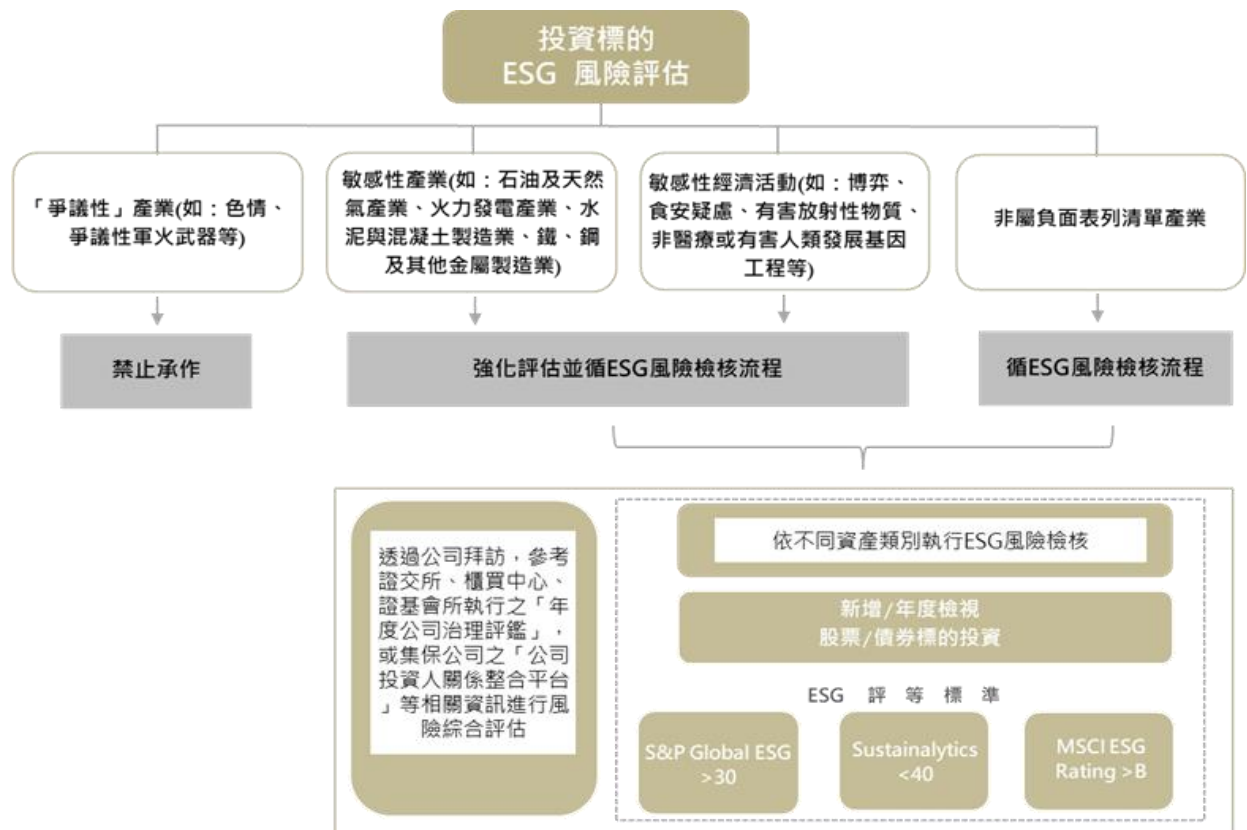 投資標的
ESG 風險評估
「爭議性」產業(如：色情、
爭議性軍火武器等)
敏感性產業(如：石油及天然
氣產業、火力發電產業、水
泥與混凝土製造業、鐵、鋼
及其他金屬製造業)
敏感性經濟活動(如：博弈、
食安疑慮、有害放射性物質、
非醫療或有害人類發展基因
工程等)
非屬負面表列清單產業
禁止承作
強化評估並循ESG風險檢核流程
循ESG風險檢核流程
透過公司拜訪，參考
證交所、櫃買中心、
證基會所執行之「年
度公司治理評鑑」，
或集保公司之「公司
投資人關係整合平台
」等相關資訊進行風
險綜合評估
依不同資產類別執行ESG風險檢核
新增/年度檢視
股票/債券標的投資
ESG 評等標準
S&P Global ESG
>30
Sustainalytics
<40
MSCI ESG
Rating >B